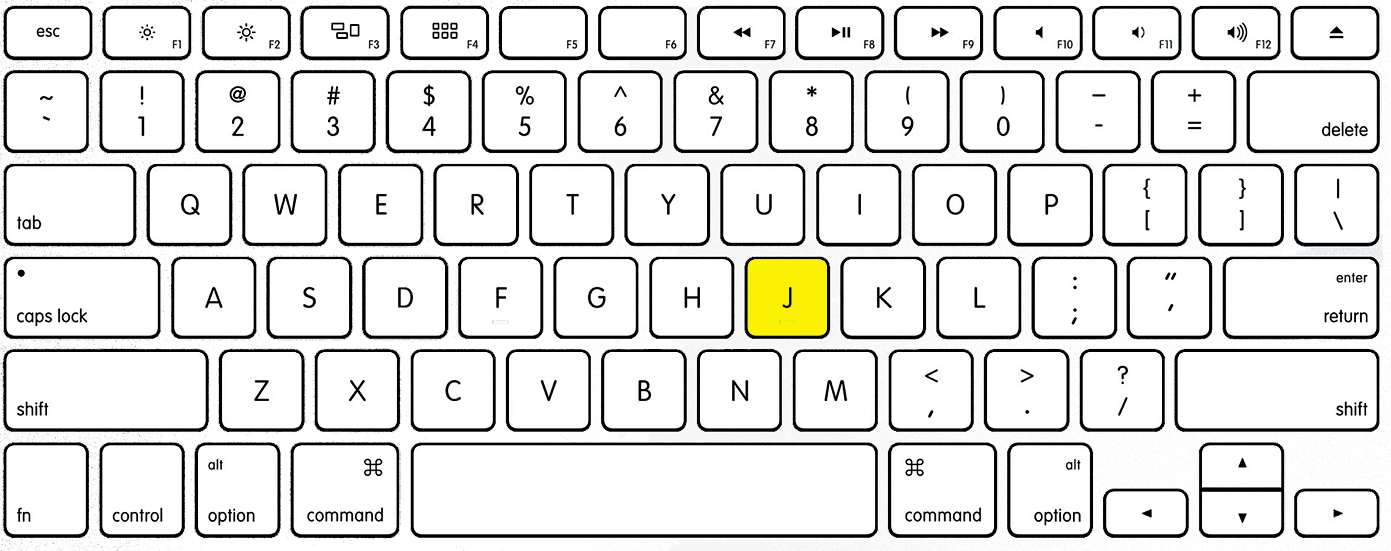 esc F1 F2 F3 F4 F5 F6 F7 F8 F9 F10 F11 F12
~ ! @ # $ % ^ & * ( ) – +
` 1 2 3 4 5 6 7 8 9 0 - = delete
tab Q W E R T Y U I O P { [ } ] | \
caps lock A S D F G H J K L : ; " ' enter return
shift Z X C V B N M < , > . ? / shift
fn control alt option ⌘ command ⌘ command alt option